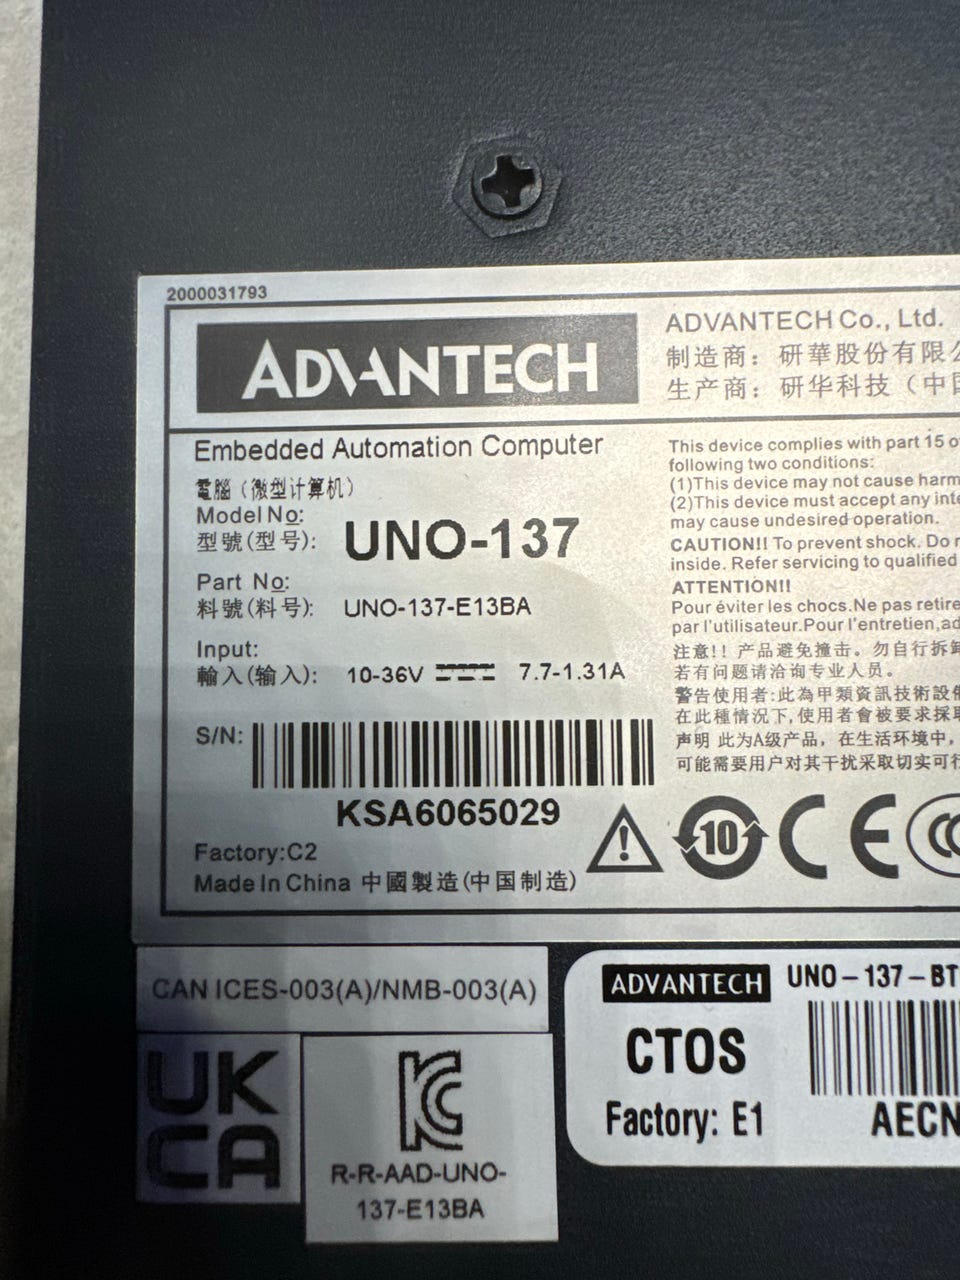 2000031793
ADVANTECH
ADVANTECH Co., Ltd.
制造商：研華股份有限
生产商：研华科技（中
Embedded Automation Computer
電腦（微型计算机）
Model No:
型號(型号): UNO-137
Part No:
料號(料号): UNO-137-E13BA
Input:
輸入(输入): 10-36V 7.7-1.31A
S/N:
KSA6065029
Factory:C2
Made In China 中國製造(中国制造)
This device complies with part 15
following two conditions:
(1)This device may not cause harm
(2)This device must accept any inte
may cause undesired operation.
CAUTION!! To prevent shock. Do
inside. Refer servicing to qualified
ATTENTION!!
Pour éviter les chocs.Ne pas retire
par l'utilisateur.Pour l'entretien,ad
注意!! 产品避免撞击。勿自行拆卸
若有问题请洽询专业人员。
警告使用者:此為甲類資訊技術設備
在此種情況下,使用者會被要求採取
声明 此为A级产品，在生活环境中，
可能需要用户对其干扰采取切实可行
10
CE
CAN ICES-003(A)/NMB-003(A)
UK
CA
R-R-AAD-UNO-
137-E13BA
ADVANTECH UNO-137-BT
CTOS
Factory: E1
AECN